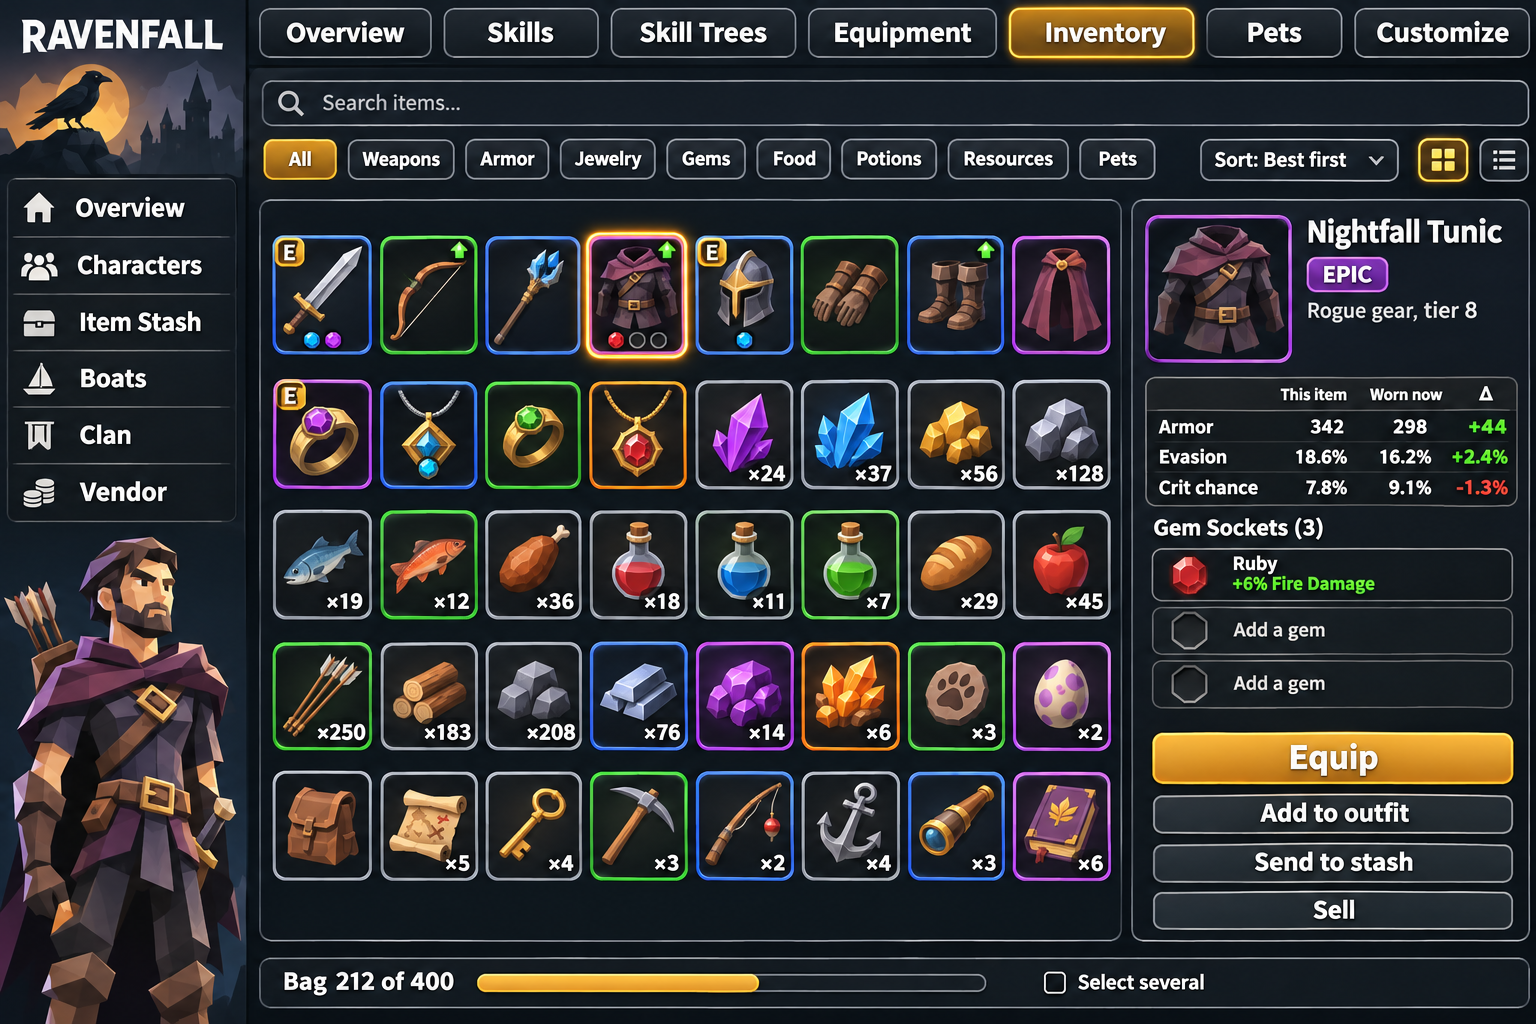 RAVENFALL
Overview
Skills
Skill Trees
Equipment
Inventory
Pets
Customize
Search items...
All
Weapons
Armor
Jewelry
Gems
Food
Potions
Resources
Pets
Sort: Best first
Overview
Characters
Item Stash
Boats
Clan
Vendor
E
E
E
×24
×37
×56
×128
×19
×12
×36
×18
×11
×7
×29
×45
×250
×183
×208
×76
×14
×6
×3
×2
×5
×4
×3
×2
×4
×3
×6
Nightfall Tunic
EPIC
Rogue gear, tier 8
This item Worn now Δ
Armor 342 298 +44
Evasion 18.6% 16.2% +2.4%
Crit chance 7.8% 9.1% -1.3%
Gem Sockets (3)
Ruby
+6% Fire Damage
Add a gem
Add a gem
Equip
Add to outfit
Send to stash
Sell
Bag 212 of 400
Select several